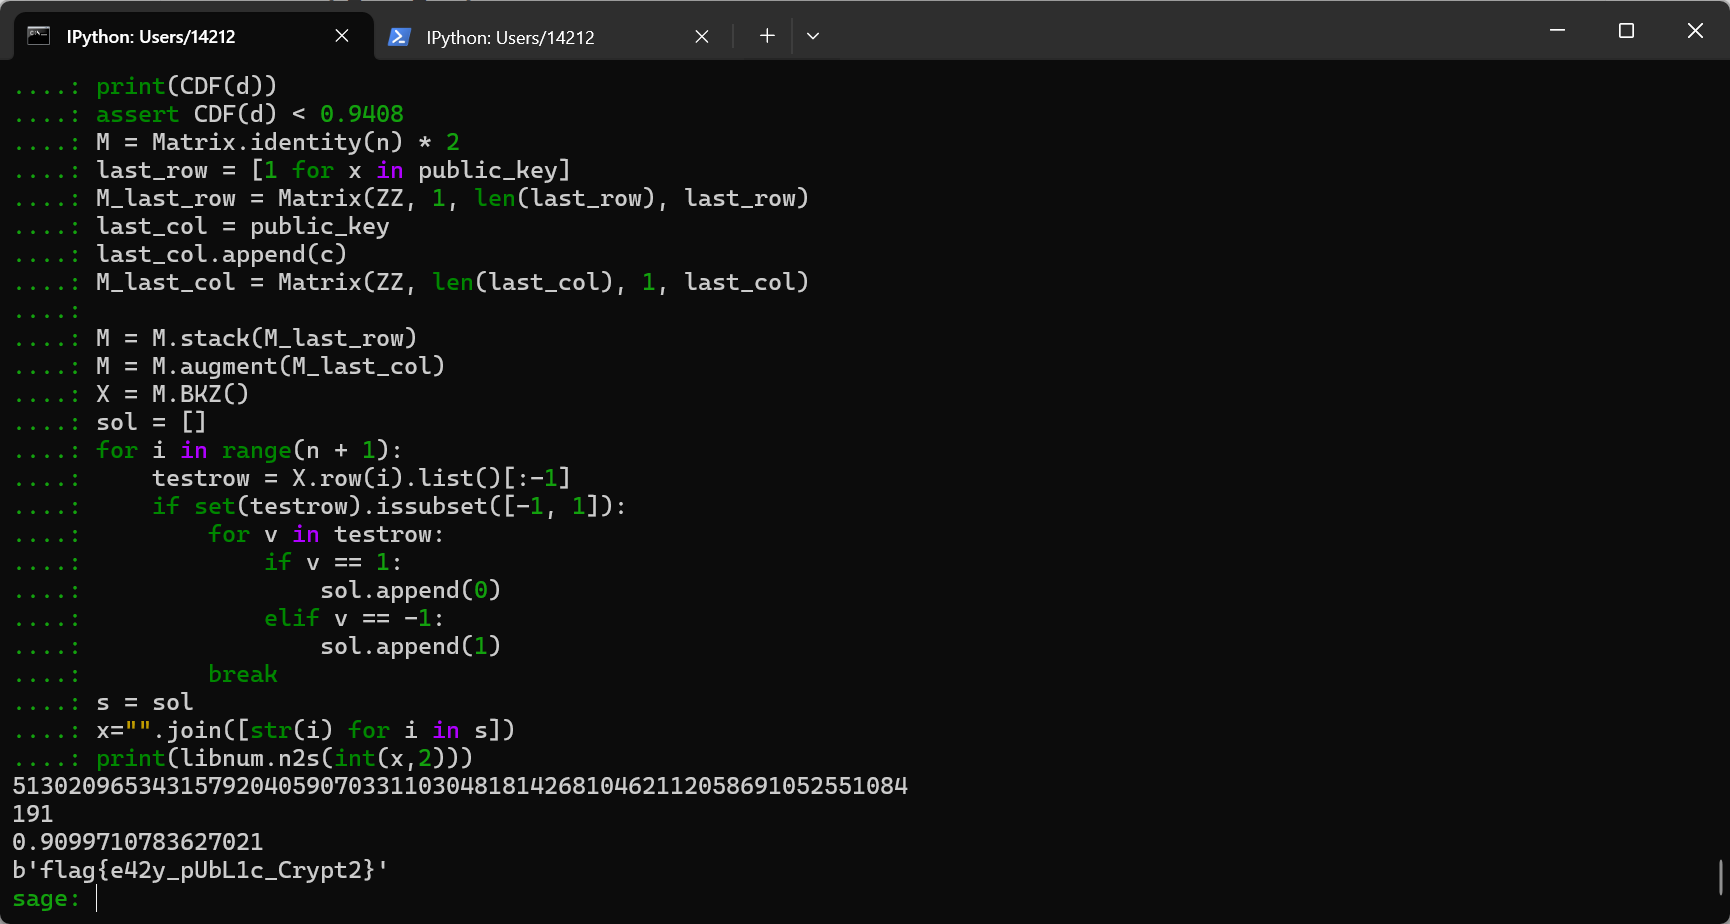 IPython: Users/14212
IPython: Users/14212
....: print(CDF(d))
....: assert CDF(d) < 0.9408
....: M = Matrix.identity(n) * 2
....: last_row = [1 for x in public_key]
....: M_last_row = Matrix(ZZ, 1, len(last_row), last_row)
....: last_col = public_key
....: last_col.append(c)
....: M_last_col = Matrix(ZZ, len(last_col), 1, last_col)
....:
....: M = M.stack(M_last_row)
....: M = M.augment(M_last_col)
....: X = M.BKZ()
....: sol = []
....: for i in range(n + 1):
....:     testrow = X.row(i).list()[:-1]
....:     if set(testrow).issubset([-1, 1]):
....:         for v in testrow:
....:             if v == 1:
....:                 sol.append(0)
....:             elif v == -1:
....:                 sol.append(1)
....:         break
....: s = sol
....: x="".join([str(i) for i in s])
....: print(libnum.n2s(int(x,2)))
5130209653431579204059070331103048181426810462112058691052551084
191
0.9099710783627021
b'flag{e42y_pUbL1c_Crypt2}'
sage: